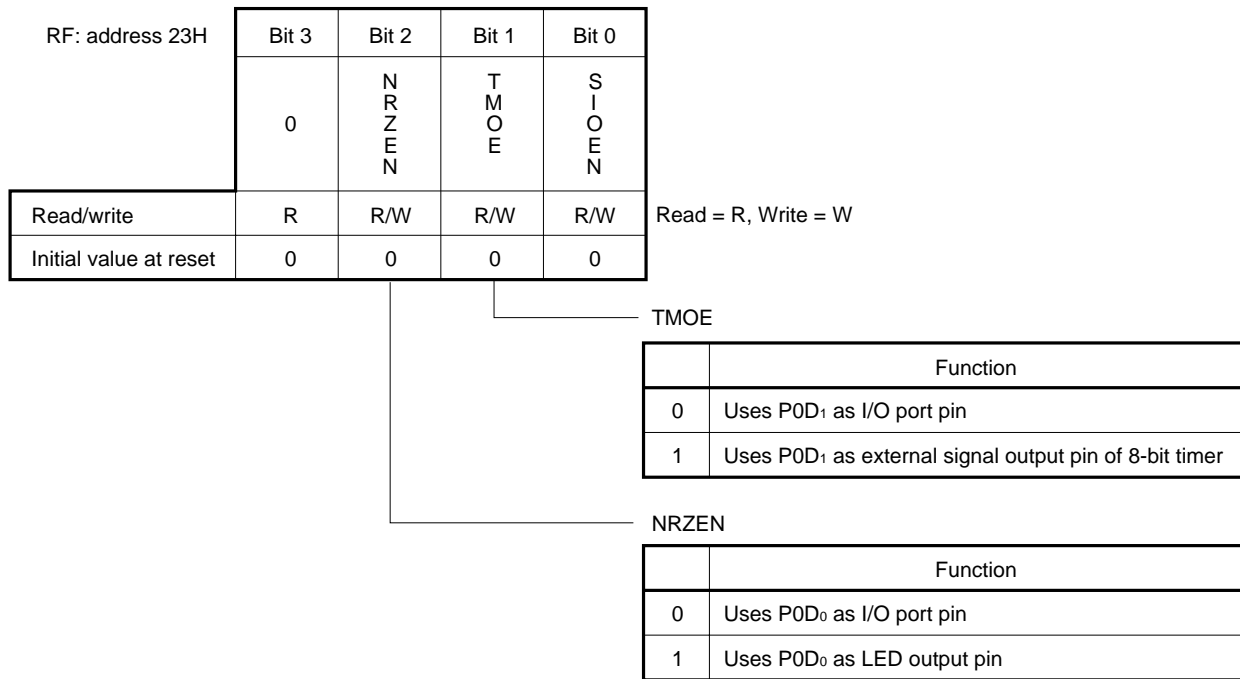 RF: address 23H Bit 3 Bit 2 Bit 1 Bit 0
0 NRZEN TMOE SIOEN
Read/write R R/W R/W R/W Read = R, Write = W
Initial value at reset 0 0 0 0
TMOE
Function
0 Uses P0D₁ as I/O port pin
1 Uses P0D₁ as external signal output pin of 8-bit timer
NRZEN
Function
0 Uses P0D₀ as I/O port pin
1 Uses P0D₀ as LED output pin